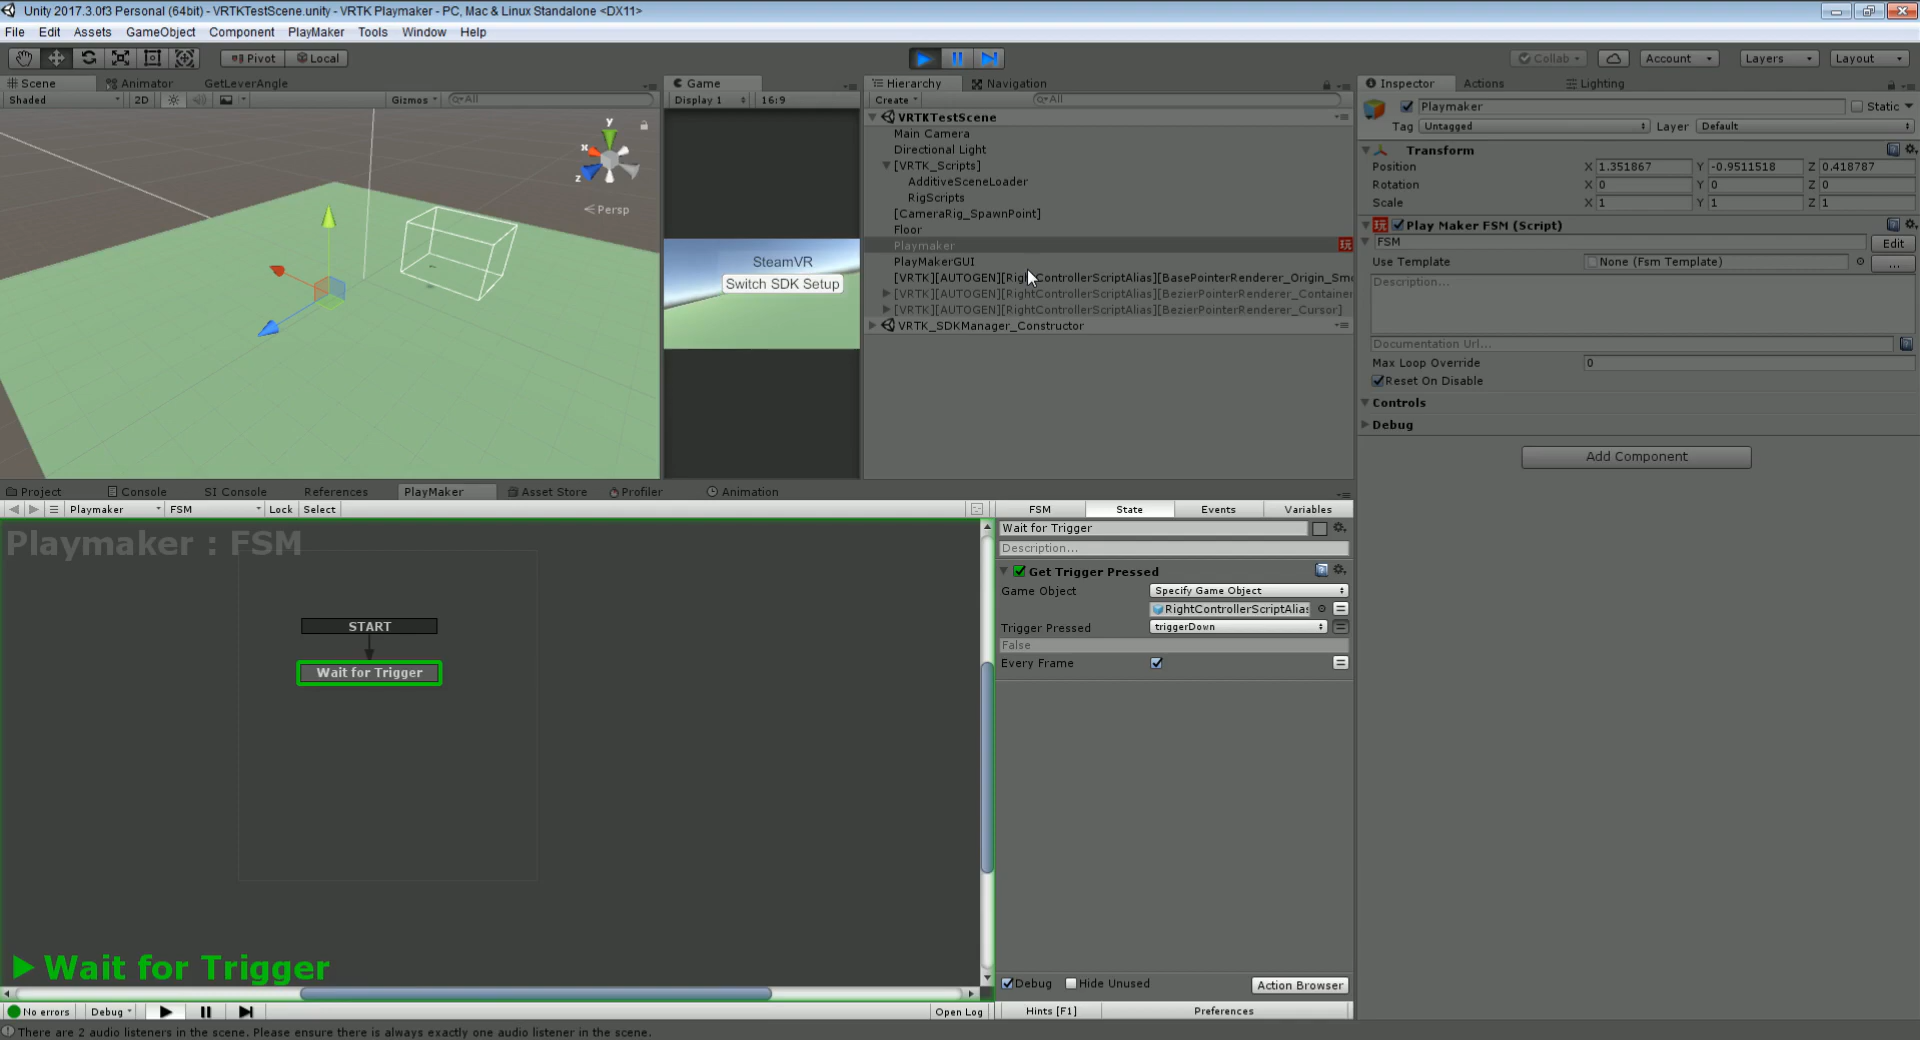 Unity 2017.3.0f3 Personal (64bit) - VRTKTestScene.unity - VRTK Playmaker - PC, Mac & Linux Standalone <DX11>
File Edit Assets GameObject Component PlayMaker Tools Window Help
Pivot Local Collab Account Layers Layout
Scene Animator GetLeverAngle
Shaded 2D Gizmos All
y
x
z
Persp
Game
Display 1 16:9
SteamVR
Switch SDK Setup
Hierarchy Navigation
Create All
VRTKTestScene
Main Camera
Directional Light
[VRTK_Scripts]
AdditiveSceneLoader
RigScripts
[CameraRig_SpawnPoint]
Floor
Playmaker
PlayMakerGUI
[VRTK][AUTOGEN][RightControllerScriptAlias][BasePointerRenderer_Origin_Smo
[VRTK][AUTOGEN][RightControllerScriptAlias][BezierPointerRenderer_Container
[VRTK][AUTOGEN][RightControllerScriptAlias][BezierPointerRenderer_Cursor]
VRTK_SDKManager_Constructor
Inspector Actions Lighting
Playmaker Static
Tag Untagged Layer Default
Transform
Position X 1.351867 Y -0.9511518 Z 0.418787
Rotation X 0 Y 0 Z 0
Scale X 1 Y 1 Z 1
Play Maker FSM (Script)
FSM Edit
Use Template None (Fsm Template) ...
Description...
Documentation Url...
Max Loop Override 0
Reset On Disable
Controls
Debug
Add Component
Project Console SI Console References PlayMaker Asset Store Profiler Animation
Playmaker FSM Lock Select
Playmaker : FSM
START
Wait for Trigger
Wait for Trigger
FSM State Events Variables
Wait for Trigger
Description...
Get Trigger Pressed
Game Object Specify Game Object
RightControllerScriptAlias
Trigger Pressed triggerDown
False
Every Frame
Debug Hide Unused Action Browser
No errors Debug Open Log Hints [F1] Preferences
There are 2 audio listeners in the scene. Please ensure there is always exactly one audio listener in the scene.